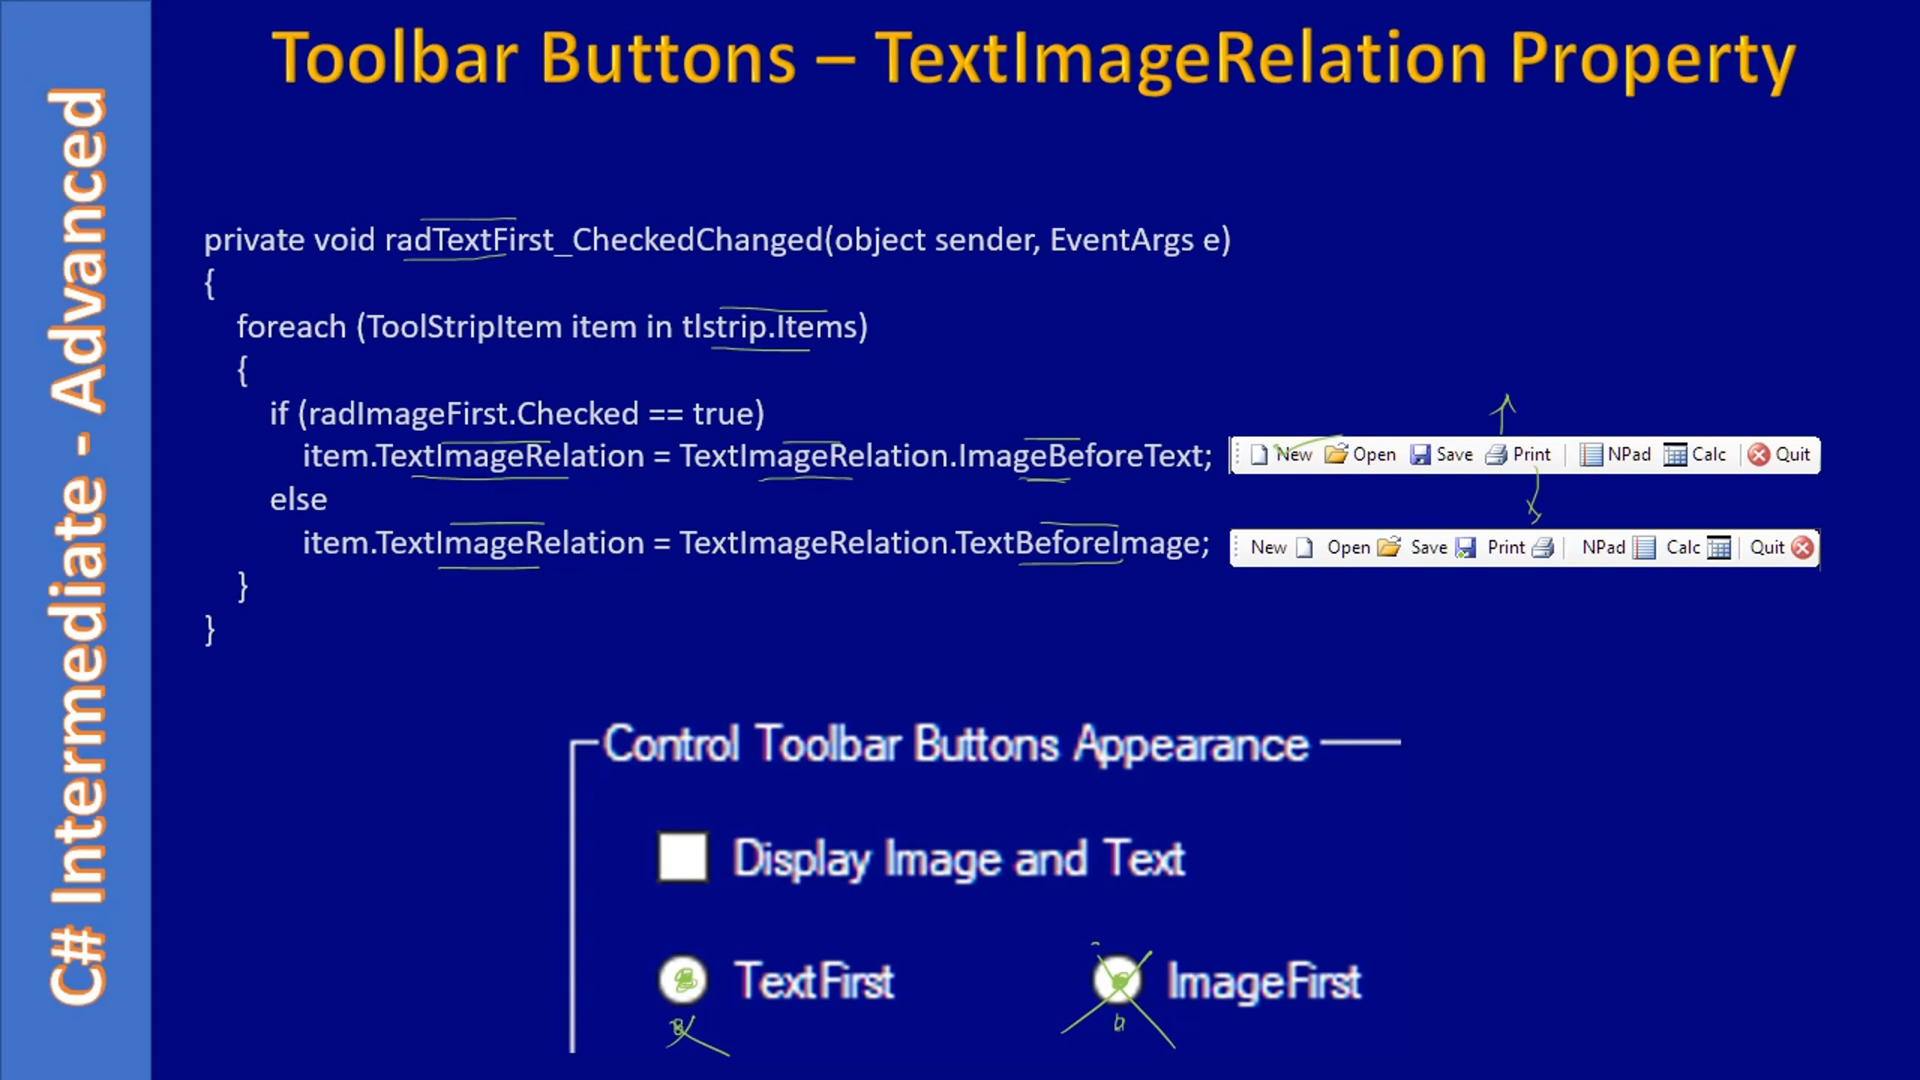 Toolbar Buttons – TextImageRelation Property
C# Intermediate - Advanced
private void radTextFirst_CheckedChanged(object sender, EventArgs e)
{
foreach (ToolStripItem item in tlstrip.Items)
{
if (radImageFirst.Checked == true)
item.TextImageRelation = TextImageRelation.ImageBeforeText;
New Open Save Print NPad Calc Quit
else
item.TextImageRelation = TextImageRelation.TextBeforeImage;
New Open Save Print NPad Calc Quit
}
}
Control Toolbar Buttons Appearance
Display Image and Text
TextFirst ImageFirst